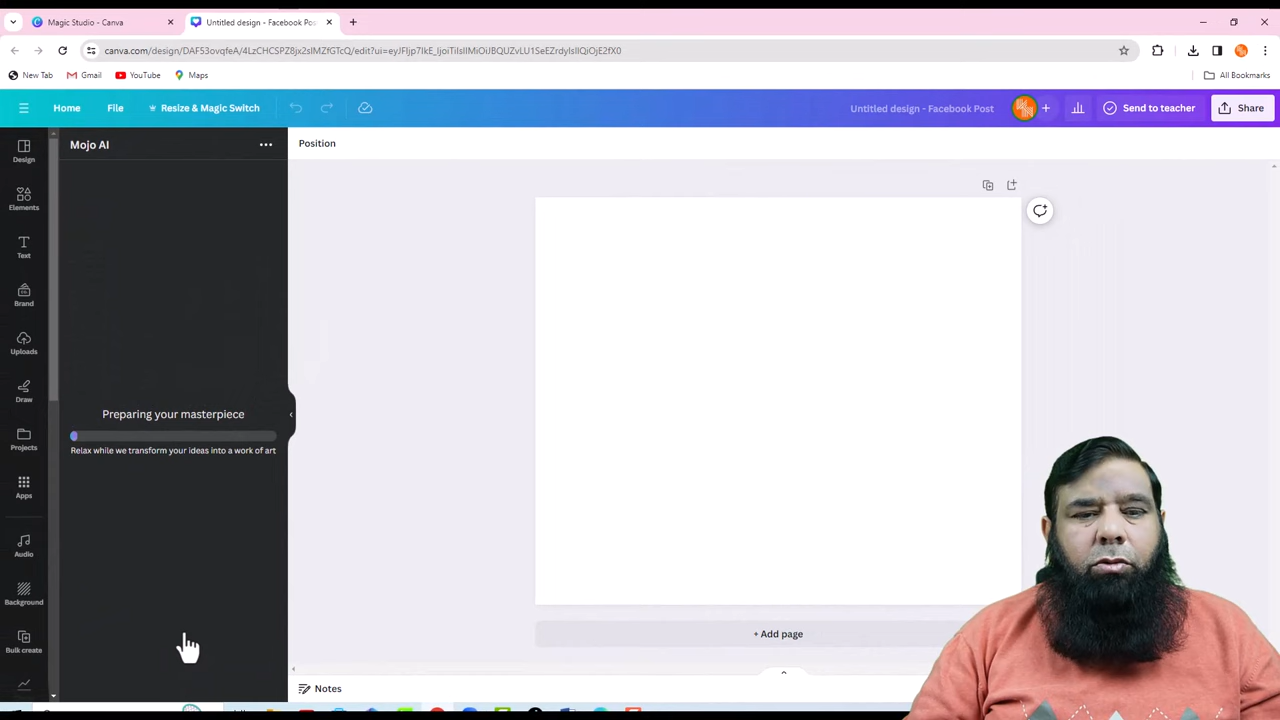 Magic Studio - Canva
Untitled design - Facebook Pos
canva.com/design/DAF53ovqfeA/4LzCHCSPZ8jx2sIMZfGTcQ/edit?ui=eyJFIjp7IkE_IjoiTiIsIlMiOiJBQUZvLU1SeEZrdyIsIlQiOjE2fX0
New Tab
Gmail
YouTube
Maps
All Bookmarks
Home
File
Resize & Magic Switch
Untitled design - Facebook Post
Send to teacher
Share
Design
Elements
Text
Brand
Uploads
Draw
Projects
Apps
Audio
Background
Bulk create
Mojo AI
Preparing your masterpiece
Relax while we transform your ideas into a work of art
Position
+ Add page
Notes